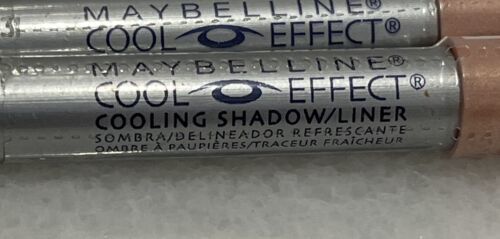 MAYBELLINE
COOL EFFECT®
MAYBELLINE
COOL EFFECT®
COOLING SHADOW/LINER
SOMBRA/DELINEADOR REFRESCANTE
OMBRE À PAUPIÈRES/TRACEUR FRAÎCHEUR